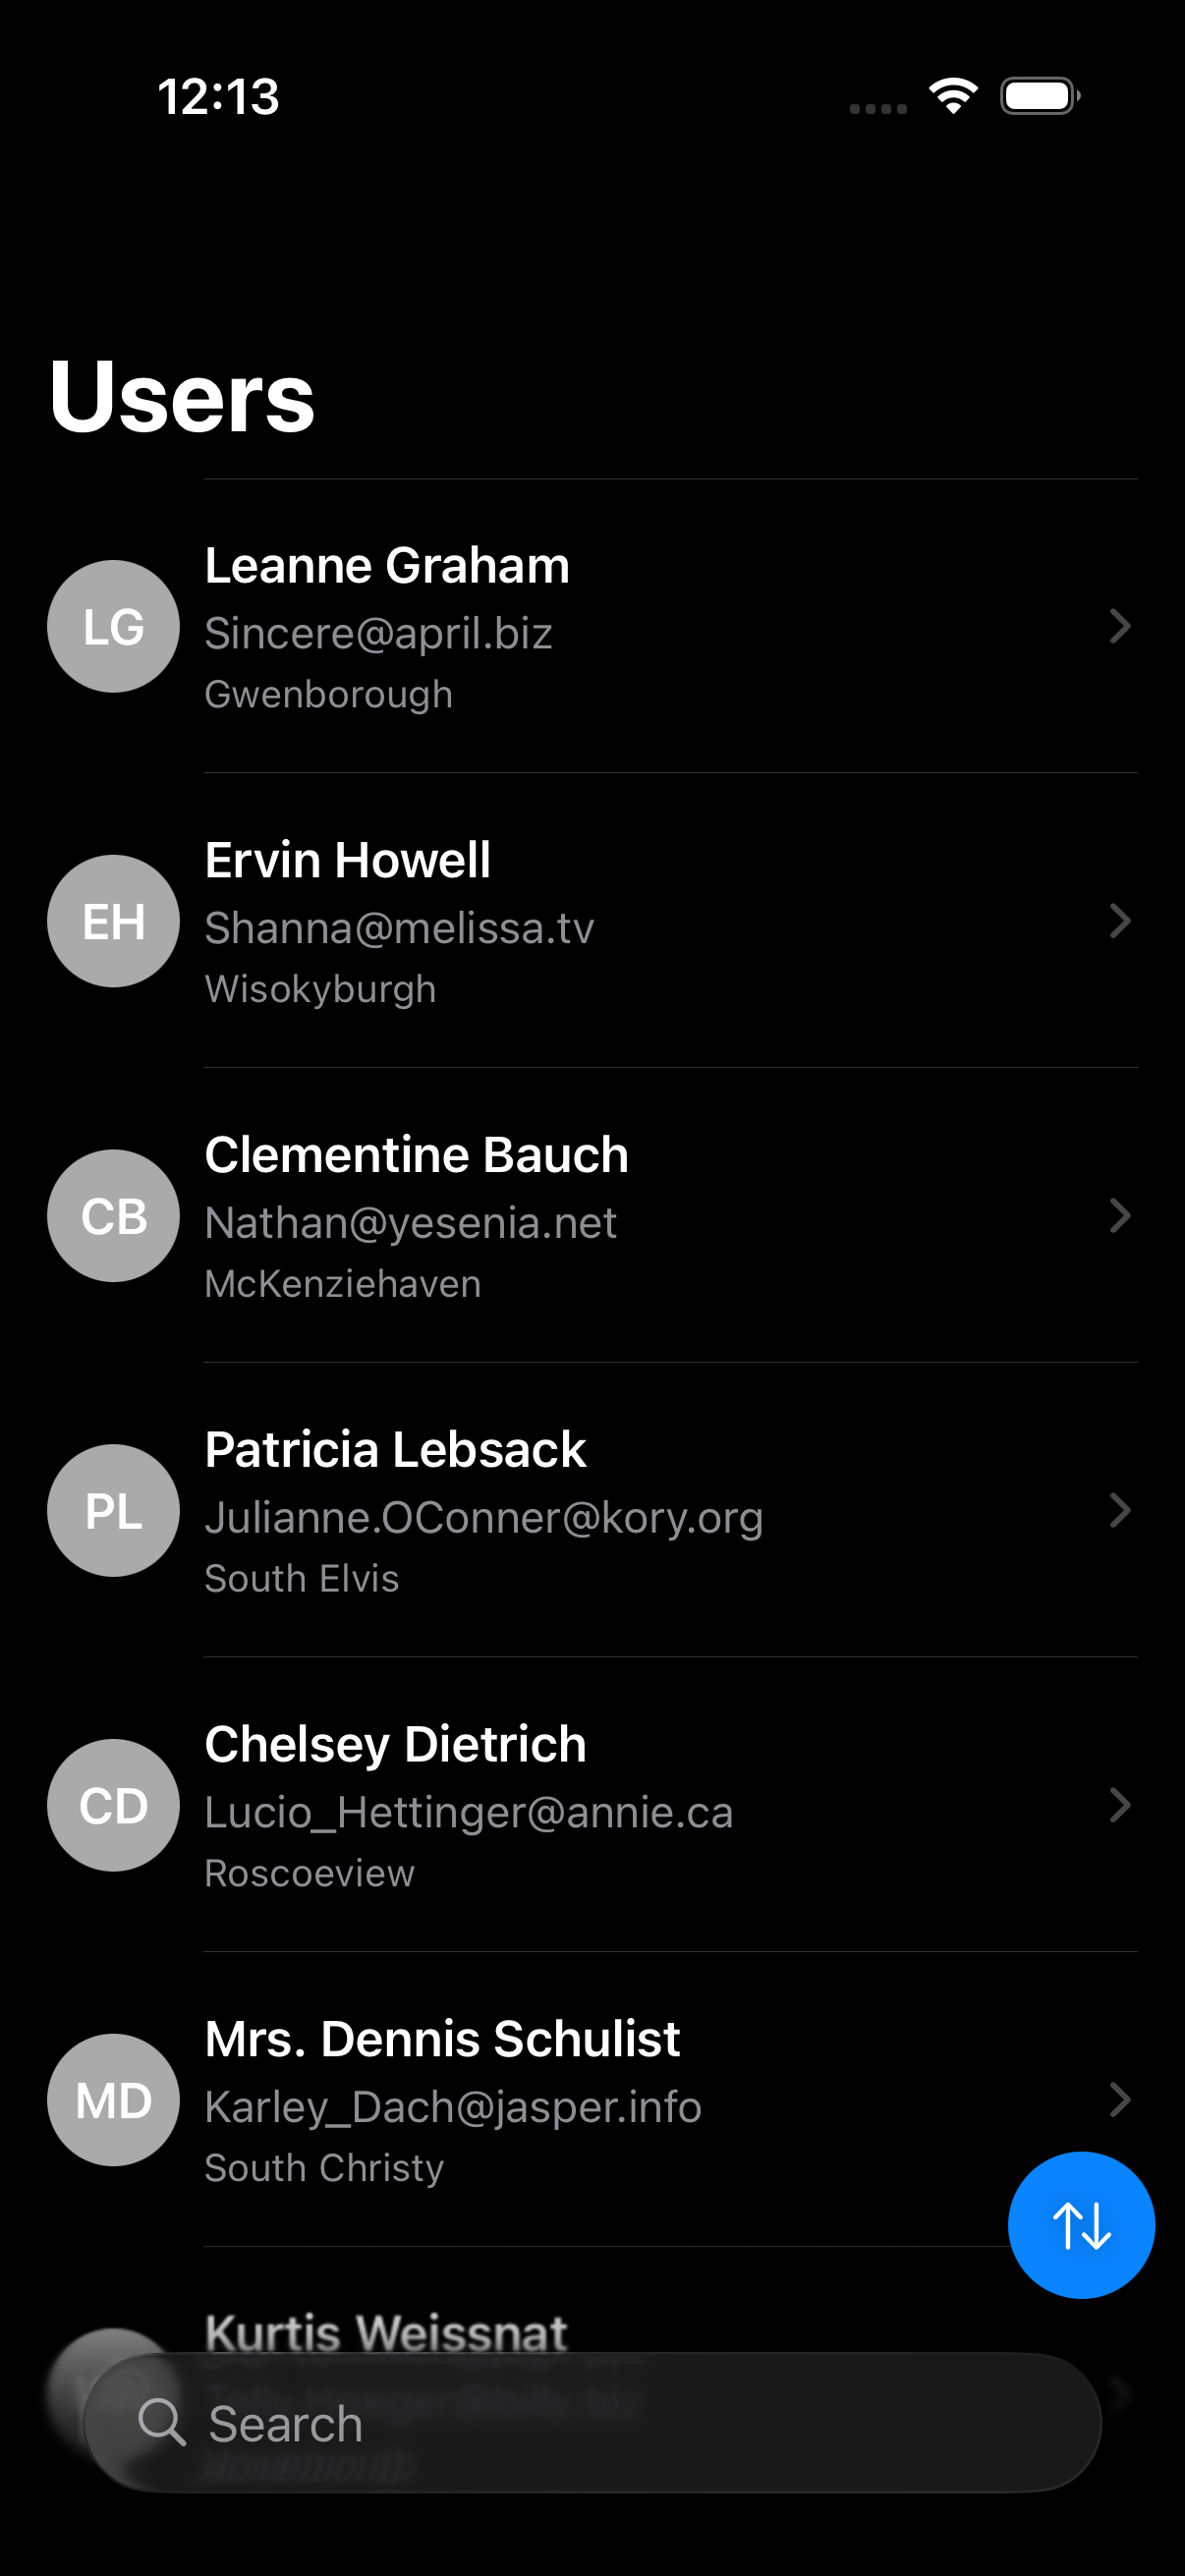 12:13
Users
LG
Leanne Graham
Sincere@april.biz
Gwenborough
EH
Ervin Howell
Shanna@melissa.tv
Wisokyburgh
CB
Clementine Bauch
Nathan@yesenia.net
McKenziehaven
PL
Patricia Lebsack
Julianne.OConner@kory.org
South Elvis
CD
Chelsey Dietrich
Lucio_Hettinger@annie.ca
Roscoeview
MD
Mrs. Dennis Schulist
Karley_Dach@jasper.info
South Christy
Kurtis Weissnat
Search